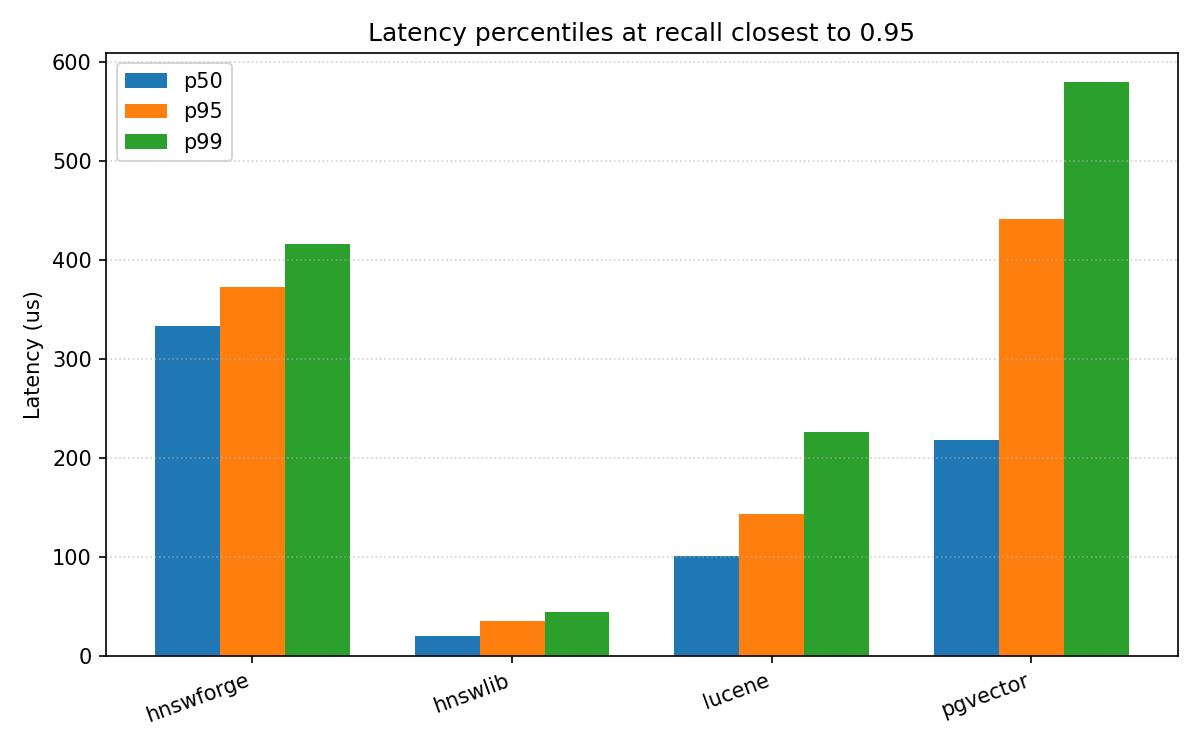 Latency percentiles at recall closest to 0.95
p50
p95
p99
Latency (us)
600
500
400
300
200
100
0
hnswforge
hnswlib
lucene
pgvector